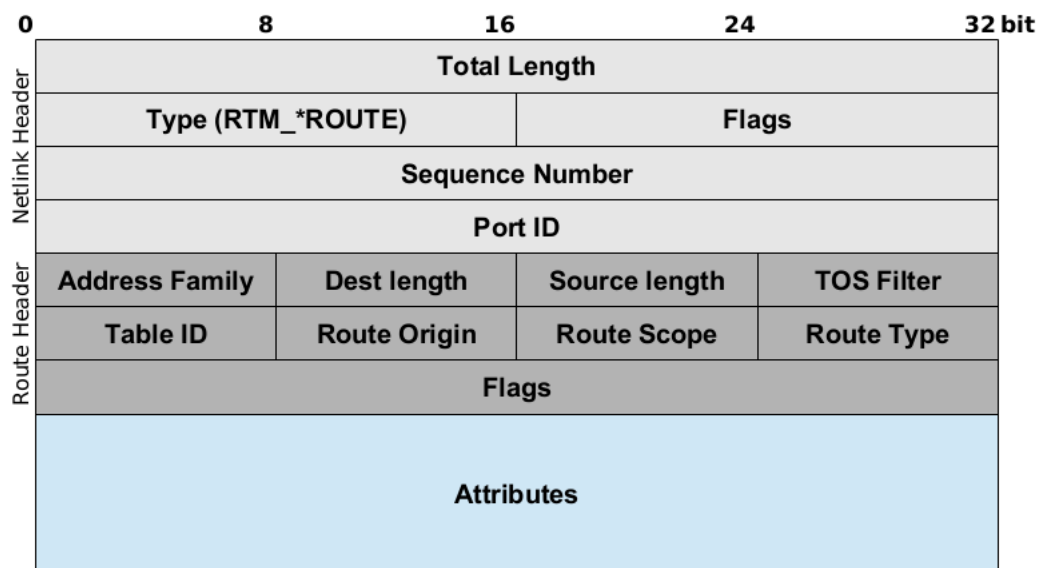 0 8 16 24 32 bit
Netlink Header
Total Length
Type (RTM_*ROUTE) Flags
Sequence Number
Port ID
Route Header
Address Family Dest length Source length TOS Filter
Table ID Route Origin Route Scope Route Type
Flags
Attributes